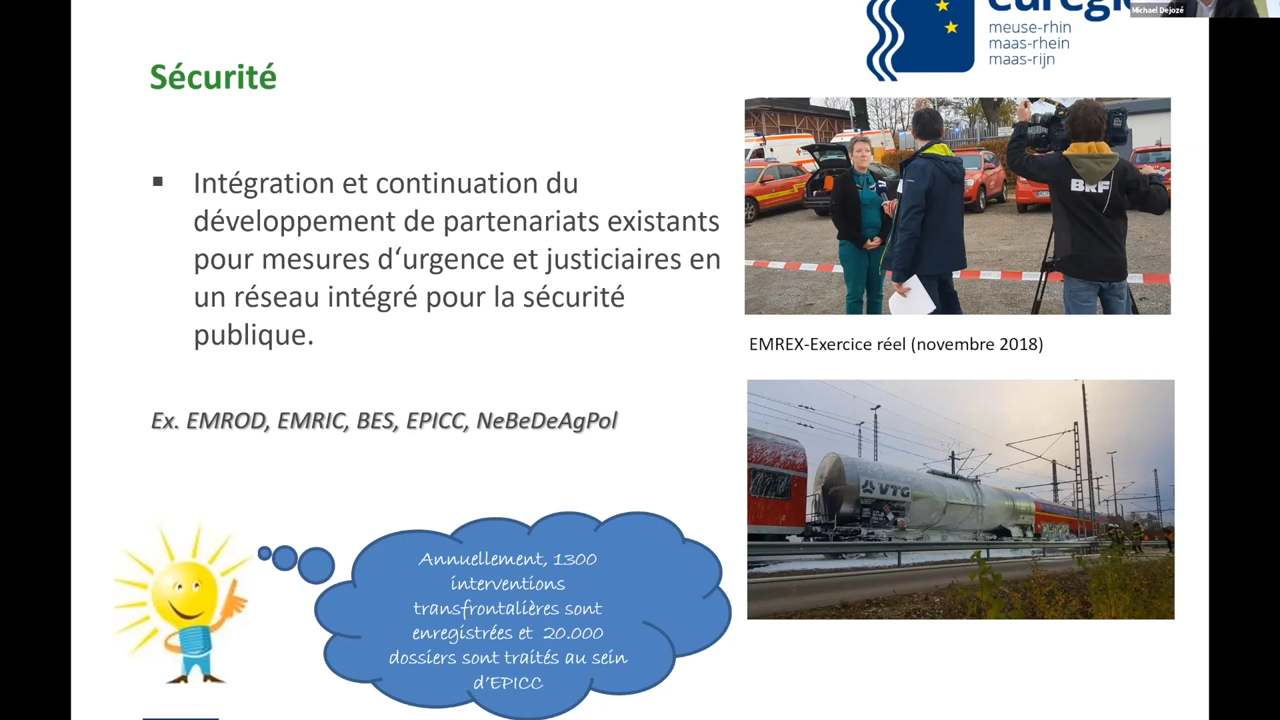 eureg
Michael Dejozé
meuse-rhin
maas-rhein
maas-rijn
Sécurité
Intégration et continuation du
développement de partenariats existants
pour mesures d‘urgence et justiciaires en
un réseau intégré pour la sécurité
publique.
BRF
EMREX-Exercice réel (novembre 2018)
Ex. EMROD, EMRIC, BES, EPICC, NeBeDeAgPol
VTG
Annuellement, 1300
interventions
transfrontalières sont
enregistrées et 20.000
dossiers sont traités au sein
d’EPICC